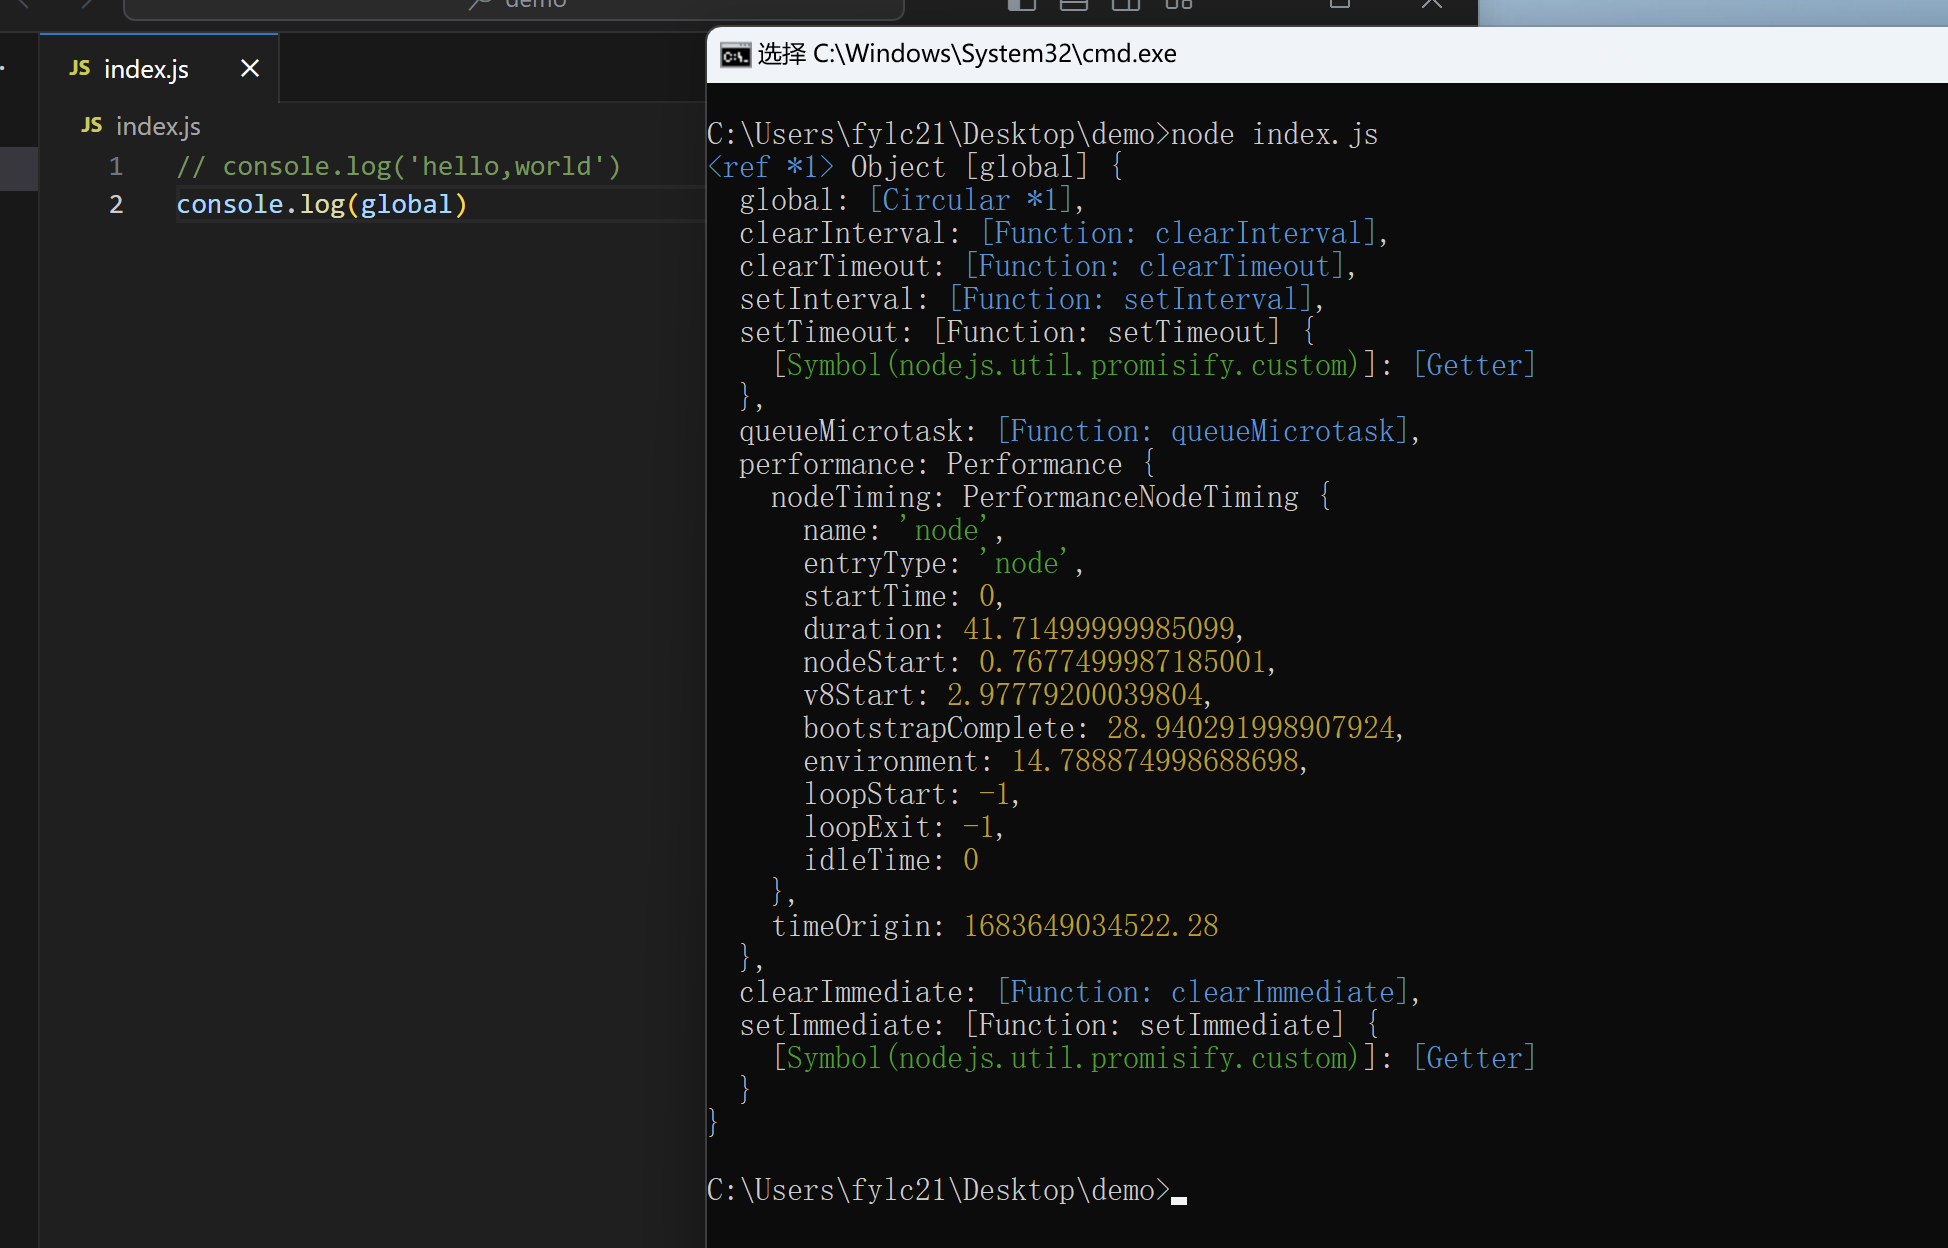 demo
JS index.js
JS index.js
1 // console.log('hello,world')
2 console.log(global)
选择 C:\Windows\System32\cmd.exe
C:\Users\fylc21\Desktop\demo>node index.js
<ref *1> Object [global] {
  global: [Circular *1],
  clearInterval: [Function: clearInterval],
  clearTimeout: [Function: clearTimeout],
  setInterval: [Function: setInterval],
  setTimeout: [Function: setTimeout] {
    [Symbol(nodejs.util.promisify.custom)]: [Getter]
  },
  queueMicrotask: [Function: queueMicrotask],
  performance: Performance {
    nodeTiming: PerformanceNodeTiming {
      name: 'node',
      entryType: 'node',
      startTime: 0,
      duration: 41.71499999985099,
      nodeStart: 0.7677499987185001,
      v8Start: 2.97779200039804,
      bootstrapComplete: 28.940291998907924,
      environment: 14.788874998688698,
      loopStart: -1,
      loopExit: -1,
      idleTime: 0
    },
    timeOrigin: 1683649034522.28
  },
  clearImmediate: [Function: clearImmediate],
  setImmediate: [Function: setImmediate] {
    [Symbol(nodejs.util.promisify.custom)]: [Getter]
  }
}
C:\Users\fylc21\Desktop\demo>